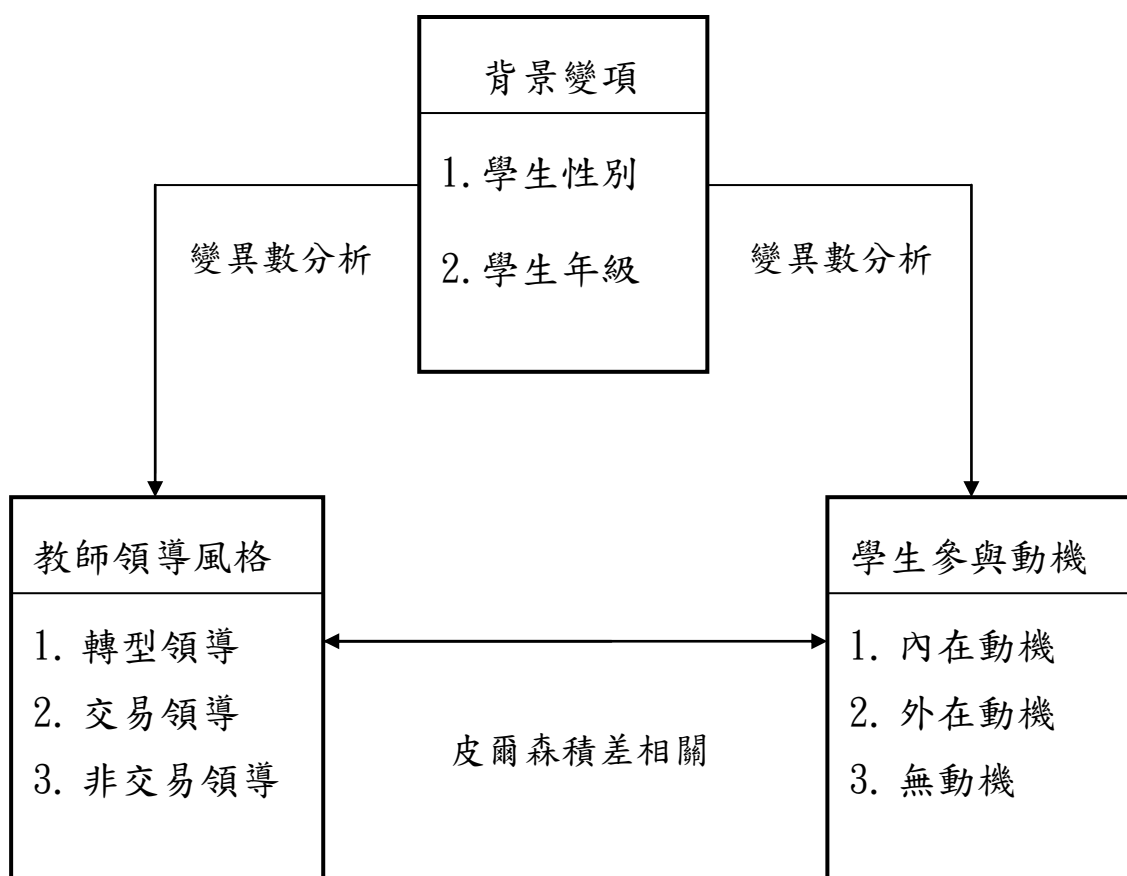 背景變項
1.學生性別
2.學生年級
變異數分析
變異數分析
教師領導風格
1. 轉型領導
2. 交易領導
3. 非交易領導
學生參與動機
1. 內在動機
2. 外在動機
3. 無動機
皮爾森積差相關